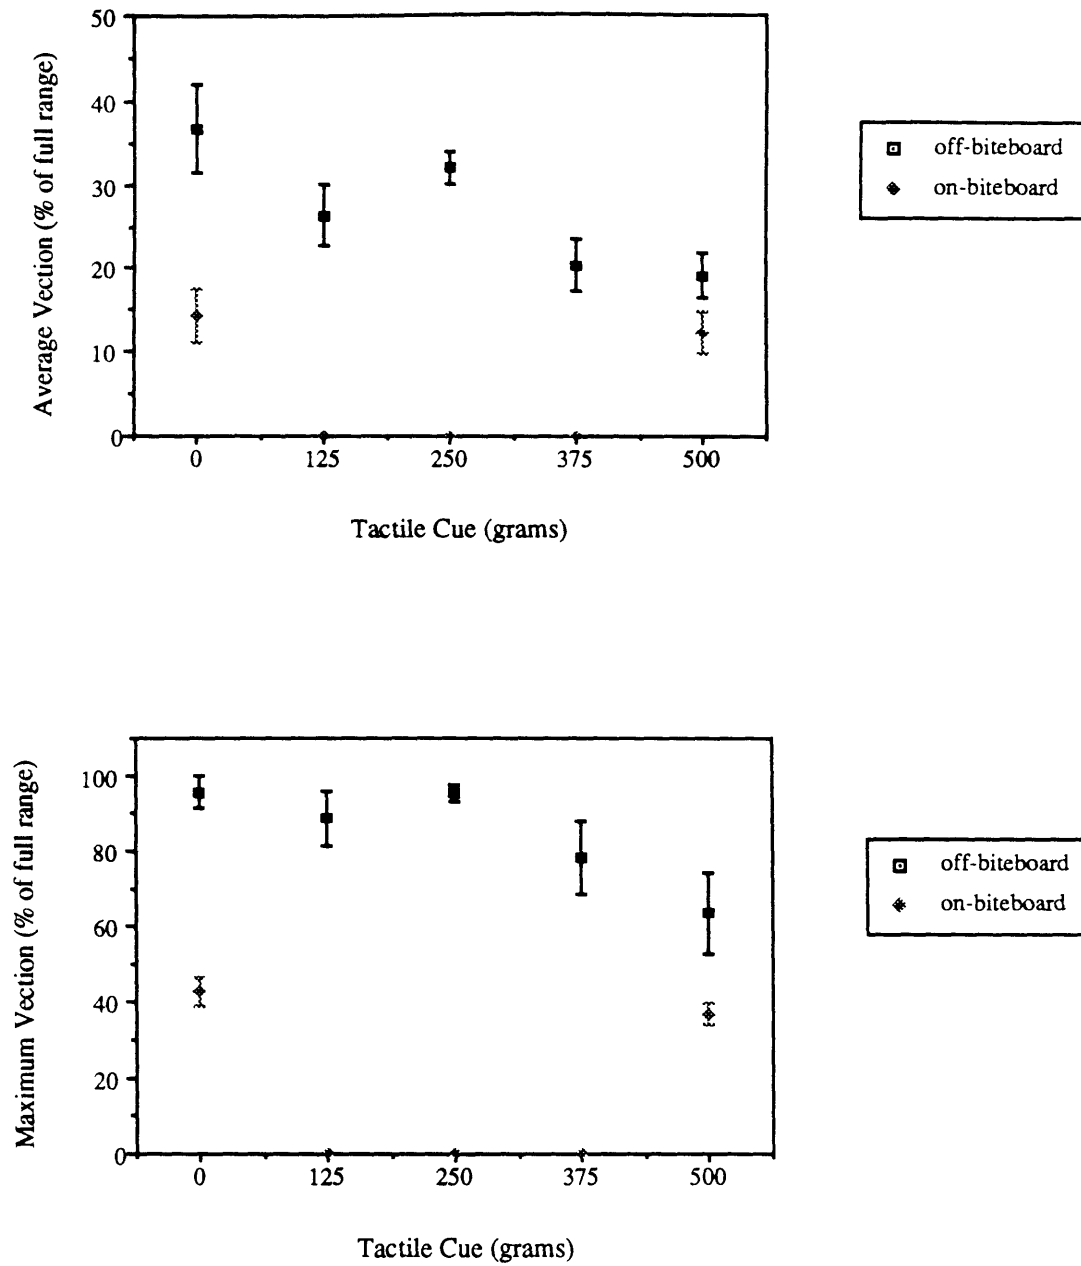 50
40
30
20
10
0
Average Vection (% of full range)
0 125 250 375 500
Tactile Cue (grams)
off-biteboard
on-biteboard
100
80
60
40
20
0
Maximum Vection (% of full range)
0 125 250 375 500
Tactile Cue (grams)
off-biteboard
on-biteboard